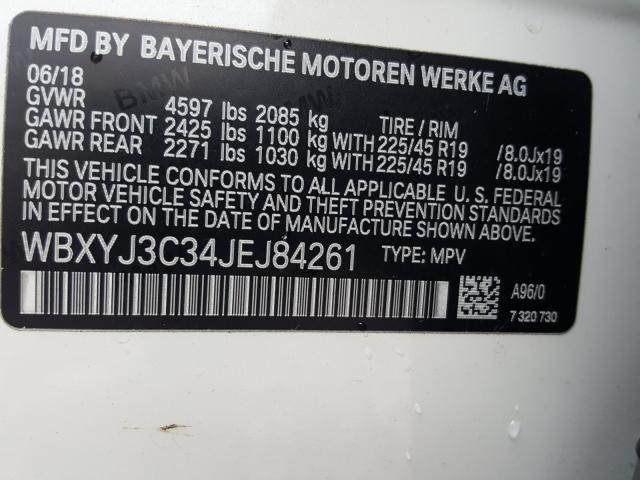 MFD BY BAYERISCHE MOTOREN WERKE AG
06/18
GVWR 4597 lbs 2085 kg TIRE / RIM
GAWR FRONT 2425 lbs 1100 kg WITH 225/45 R19 /8.0Jx19
GAWR REAR 2271 lbs 1030 kg WITH 225/45 R19 /8.0Jx19
THIS VEHICLE CONFORMS TO ALL APPLICABLE U. S. FEDERAL
MOTOR VEHICLE SAFETY AND THEFT PREVENTION STANDARDS
IN EFFECT ON THE DATE OF MANUFACTURE SHOWN ABOVE.
WBXYJ3C34JEJ84261 TYPE: MPV
A96/0
7 320 730